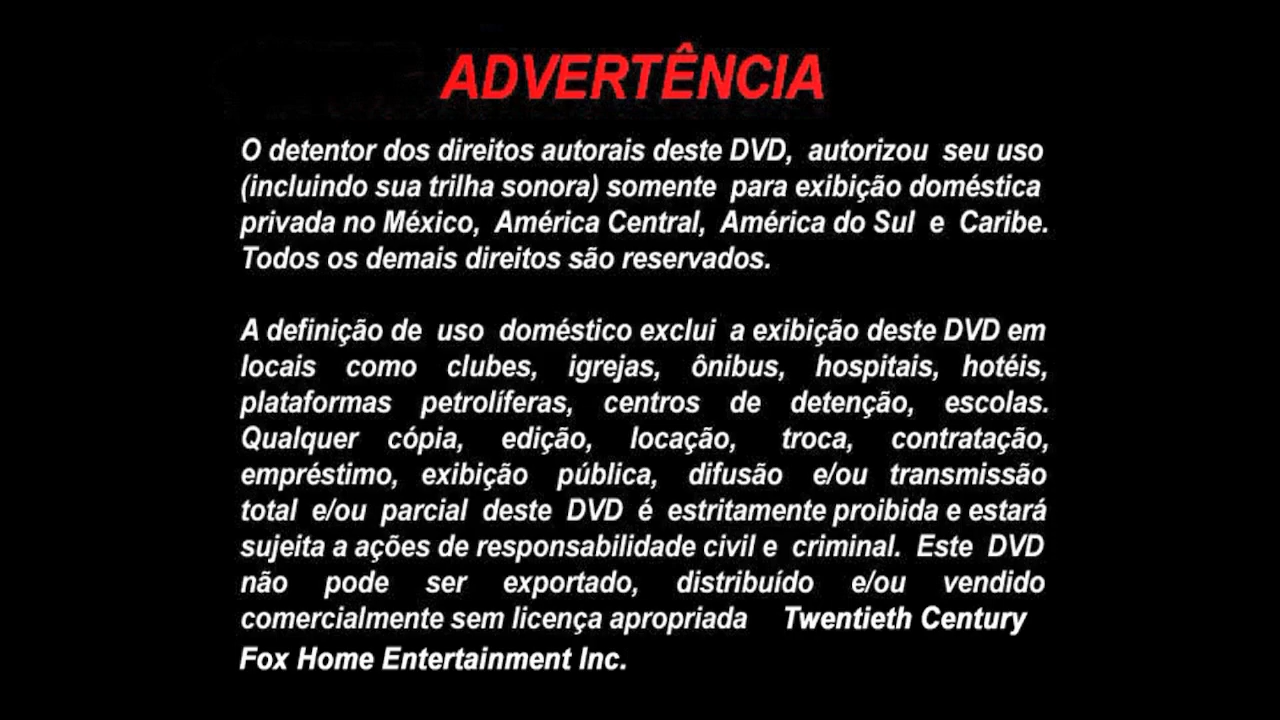 ADVERTÊNCIA
O detentor dos direitos autorais deste DVD, autorizou seu uso
(incluindo sua trilha sonora) somente para exibição doméstica
privada no México, América Central, América do Sul e Caribe.
Todos os demais direitos são reservados.
A definição de uso doméstico exclui a exibição deste DVD em
locais como clubes, igrejas, ônibus, hospitais, hotéis,
plataformas petrolíferas, centros de detenção, escolas.
Qualquer cópia, edição, locação, troca, contratação,
empréstimo, exibição pública, difusão e/ou transmissão
total e/ou parcial deste DVD é estritamente proibida e estará
sujeita a ações de responsabilidade civil e criminal. Este DVD
não pode ser exportado, distribuído e/ou vendido
comercialmente sem licença apropriada Twentieth Century
Fox Home Entertainment Inc.